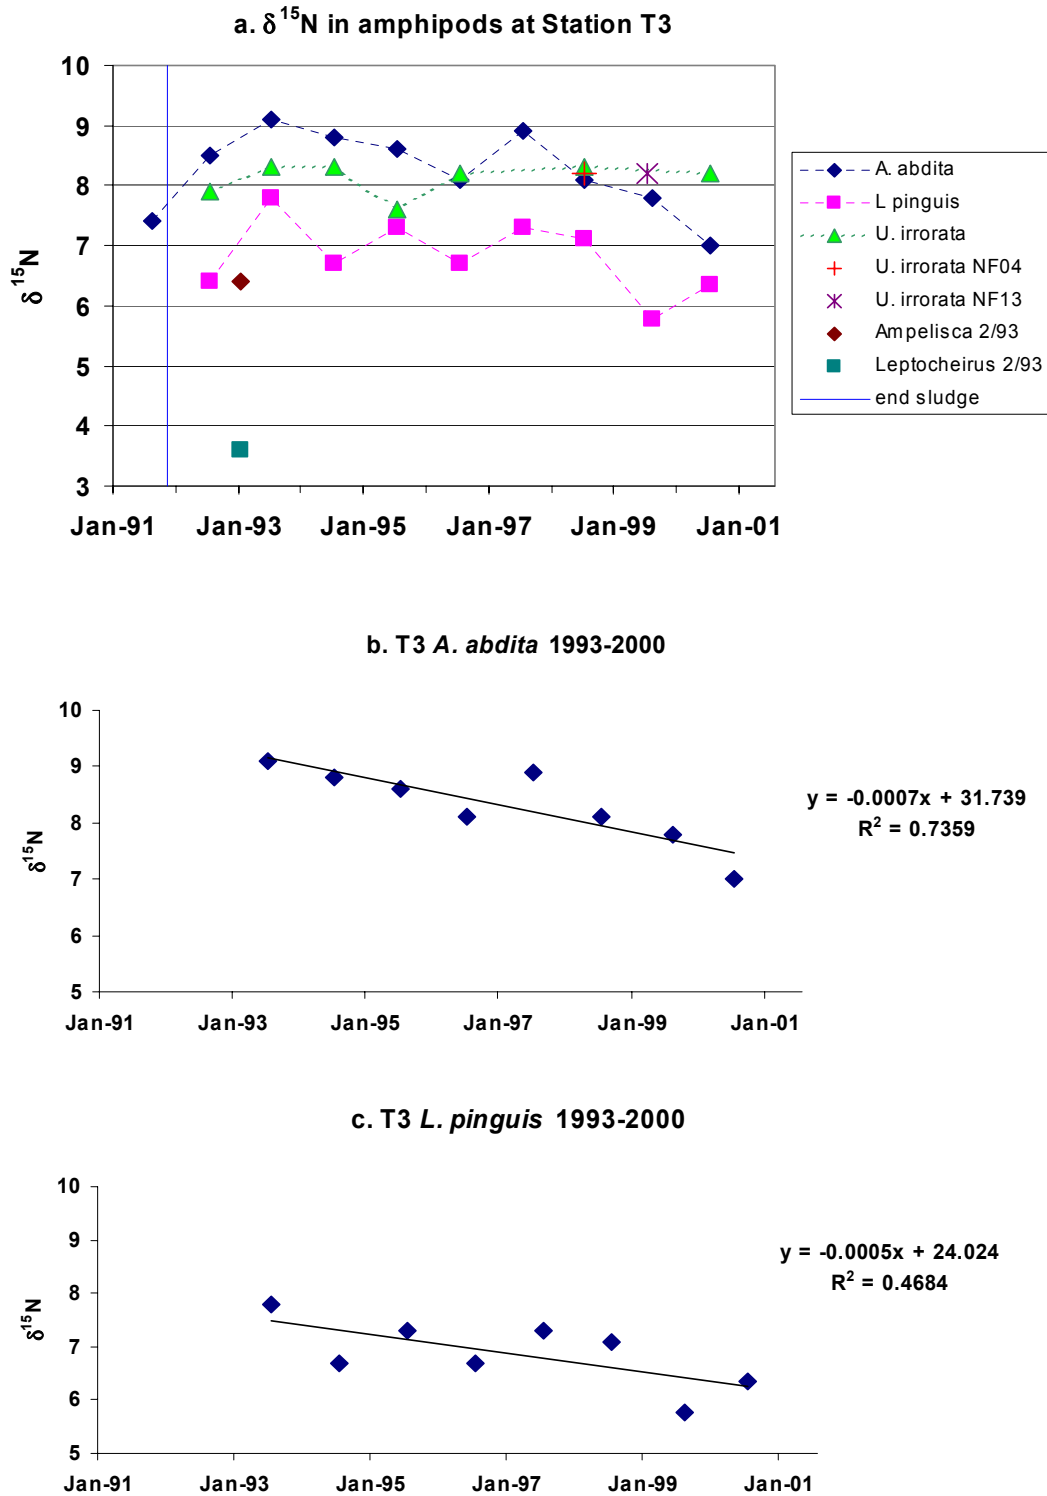 a. δ ¹⁵N in amphipods at Station T3
10
9
8
7
6
5
4
3
δ ¹⁵N
Jan-91 Jan-93 Jan-95 Jan-97 Jan-99 Jan-01
A. abdita
L pinguis
U. irrorata
U. irrorata NF04
U. irrorata NF13
Ampelisca 2/93
Leptocheirus 2/93
end sludge
b. T3 A. abdita 1993-2000
10
9
8
7
6
5
δ¹⁵N
Jan-91 Jan-93 Jan-95 Jan-97 Jan-99 Jan-01
y = -0.0007x + 31.739
R² = 0.7359
c. T3 L. pinguis 1993-2000
10
9
8
7
6
5
δ¹⁵N
Jan-91 Jan-93 Jan-95 Jan-97 Jan-99 Jan-01
y = -0.0005x + 24.024
R² = 0.4684